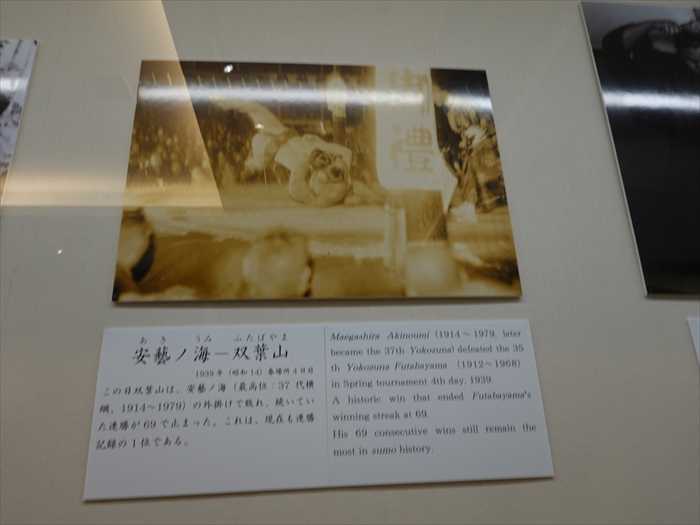 御禮
あき うみ ふたばやま
安藝ノ海－双葉山
1939年（昭和14）春場所4日目
この日双葉山は、安藝ノ海（最高位：37代横
綱、1914～1979）の外掛けで敗れ、続いてい
た連勝が69で止まった。これは、現在も連勝
記録の1位である。
Maegashira Akinoumi (1914～1979, later
became the 37th Yokozuna) defeated the 35
th Yokozuna Futabayama (1912～1968)
in Spring tournament 4th day, 1939.
A historic win that ended Futabayama's
winning streak at 69.
His 69 consecutive wins still remain the
most in sumo history.